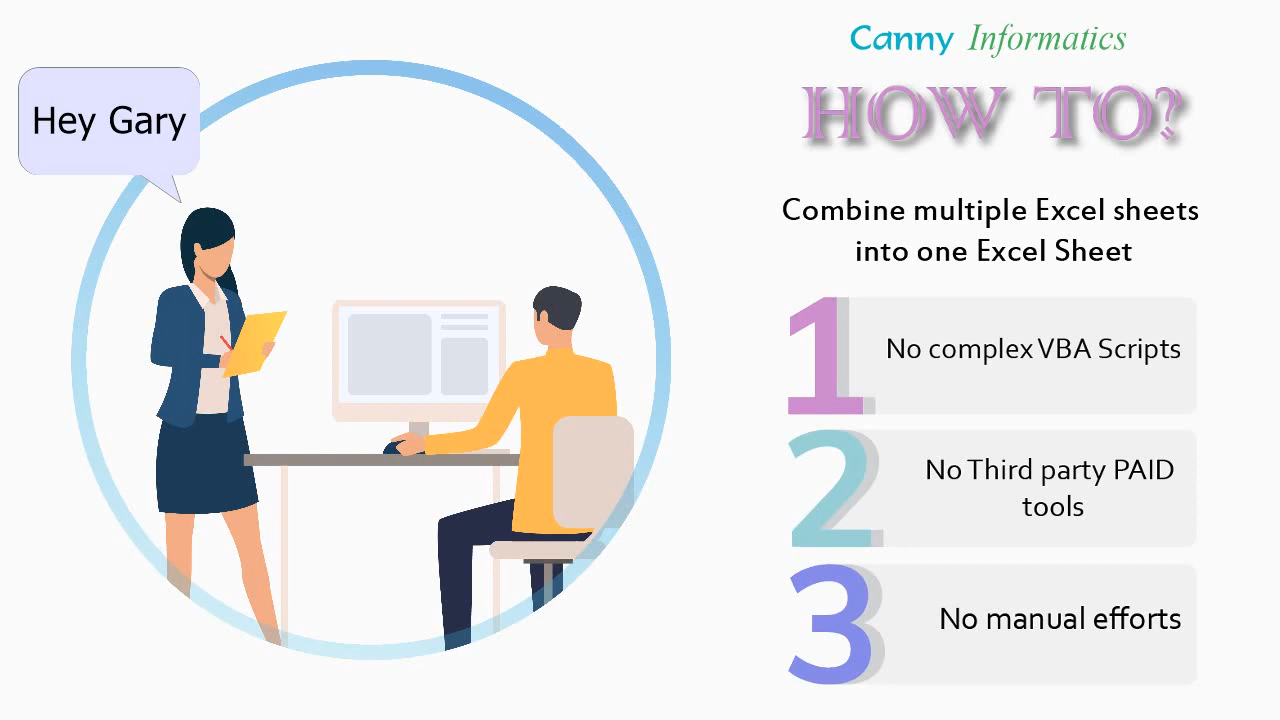 Hey Gary
Canny Informatics
HOW TO?
Combine multiple Excel sheets
into one Excel Sheet
1 No complex VBA Scripts
2 No Third party PAID
tools
3 No manual efforts